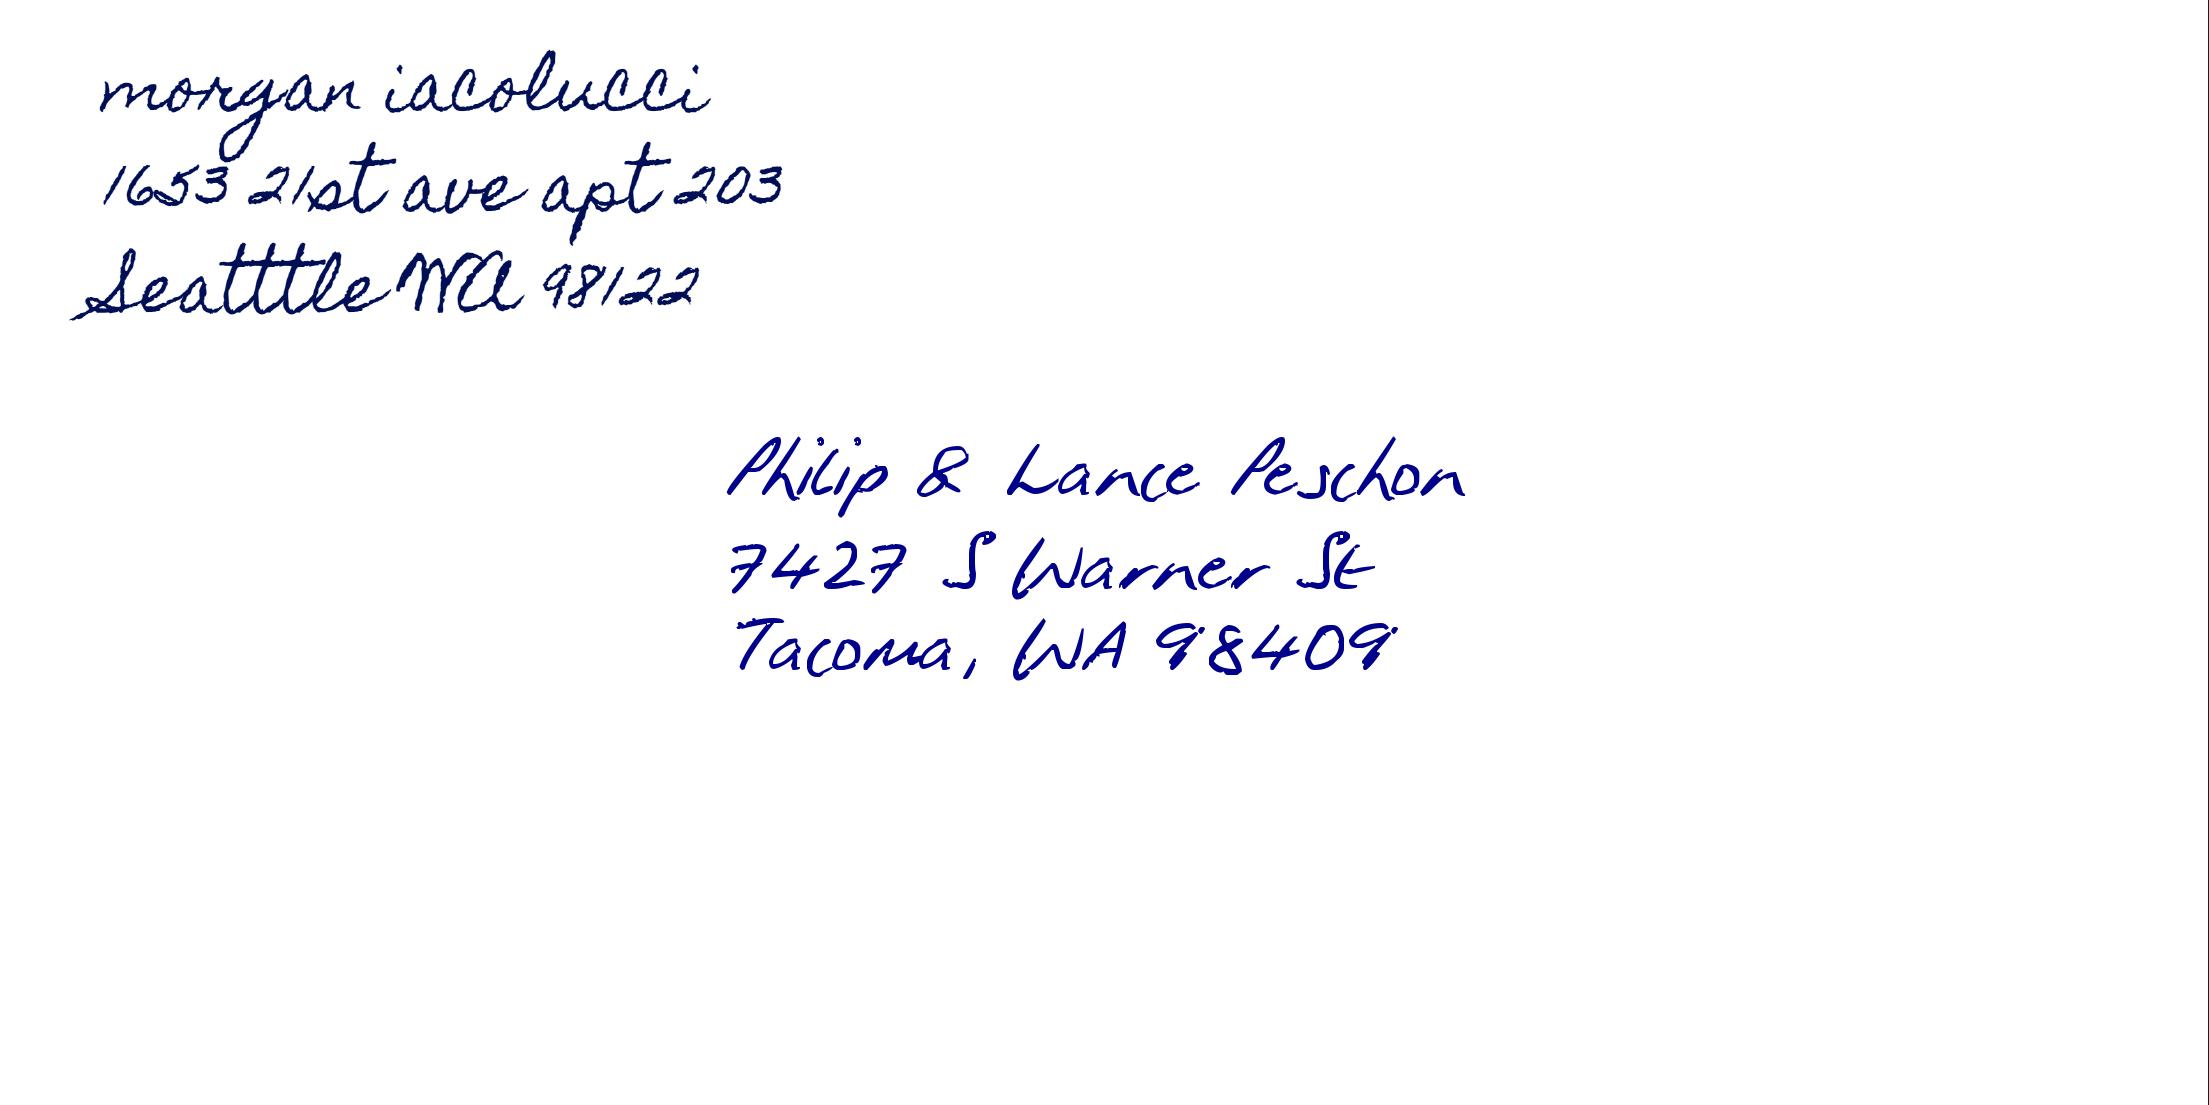 morgan iacolucci
1653 21st ave apt 203
Seatttle WA 98122
Philip & Lance Peschon
7427 S Warner St
Tacoma, WA 98409